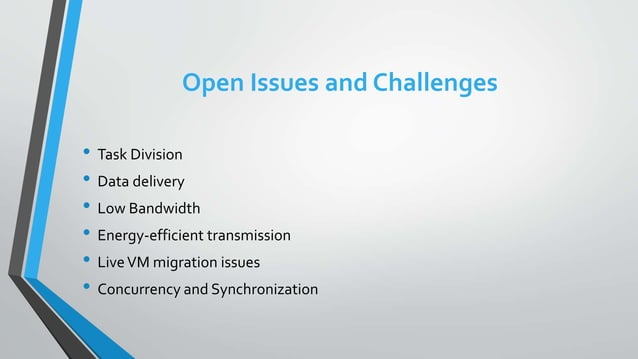 Open Issues and Challenges
• Task Division
• Data delivery
• Low Bandwidth
• Energy-efficient transmission
• Live VM migration issues
• Concurrency and Synchronization